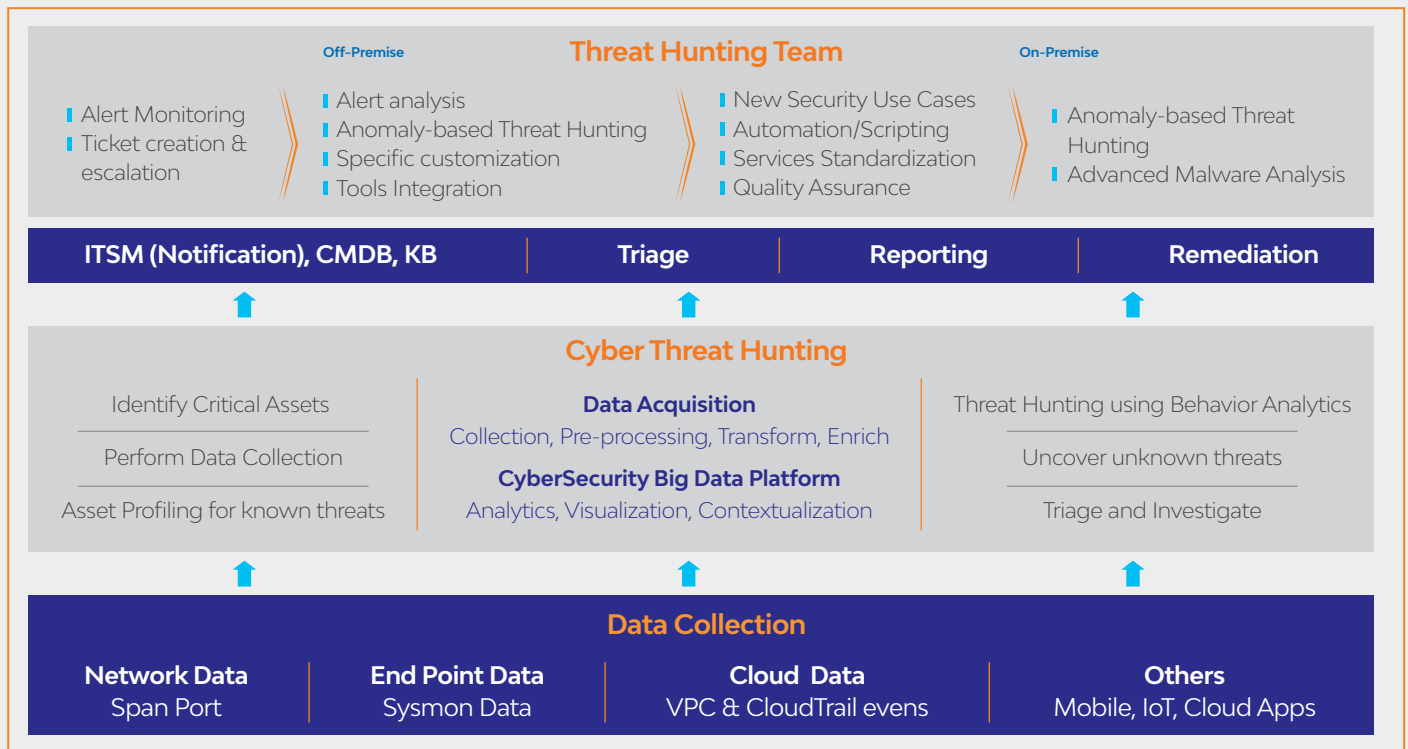 Off-Premise
Threat Hunting Team
On-Premise
Alert Monitoring
Ticket creation &
escalation
Alert analysis
Anomaly-based Threat Hunting
Specific customization
Tools Integration
New Security Use Cases
Automation/Scripting
Services Standardization
Quality Assurance
Anomaly-based Threat
Hunting
Advanced Malware Analysis
ITSM (Notification), CMDB, KB
Triage
Reporting
Remediation
Cyber Threat Hunting
Identify Critical Assets
Perform Data Collection
Asset Profiling for known threats
Data Acquisition
Collection, Pre-processing, Transform, Enrich
CyberSecurity Big Data Platform
Analytics, Visualization, Contextualization
Threat Hunting using Behavior Analytics
Uncover unknown threats
Triage and Investigate
Data Collection
Network Data
Span Port
End Point Data
Sysmon Data
Cloud Data
VPC & CloudTrail evens
Others
Mobile, IoT, Cloud Apps